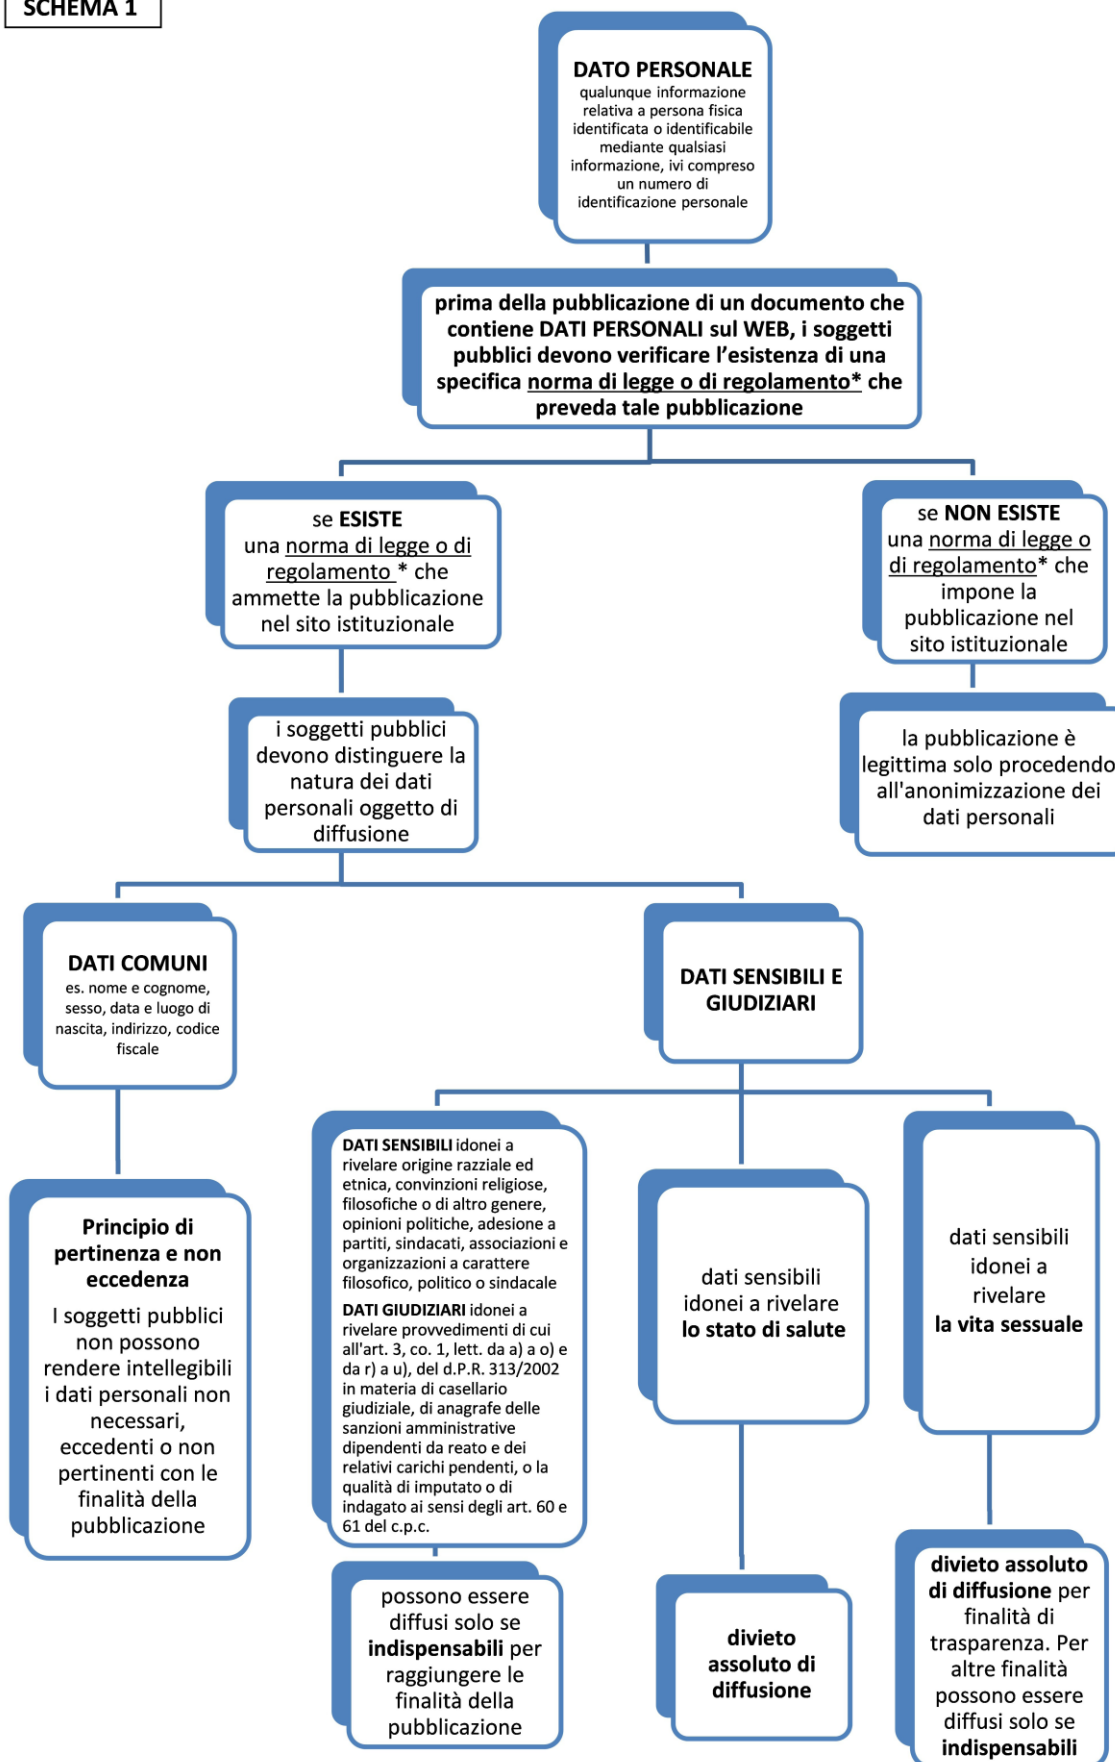 SCHEMA 1
DATO PERSONALE
qualunque informazione
relativa a persona fisica
identificata o identificabile
mediante qualsiasi
informazione, ivi compreso
un numero di
identificazione personale
prima della pubblicazione di un documento che
contiene DATI PERSONALI sul WEB, i soggetti
pubblici devono verificare l'esistenza di una
specifica norma di legge o di regolamento* che
preveda tale pubblicazione
se ESISTE
una norma di legge o di
regolamento * che
ammette la pubblicazione
nel sito istituzionale
se NON ESISTE
una norma di legge o
di regolamento* che
impone la
pubblicazione nel
sito istituzionale
i soggetti pubblici
devono distinguere la
natura dei dati
personali oggetto di
diffusione
la pubblicazione è
legittima solo procedendo
all'anonimizzazione dei
dati personali
DATI COMUNI
es. nome e cognome,
sesso, data e luogo di
nascita, indirizzo, codice
fiscale
DATI SENSIBILI E
GIUDIZIARI
Principio di
pertinenza e non
eccedenza
I soggetti pubblici
non possono
rendere intellegibili
i dati personali non
necessari,
eccedenti o non
pertinenti con le
finalità della
pubblicazione
DATI SENSIBILI idonei a
rivelare origine razziale ed
etnica, convinzioni religiose,
filosofiche o di altro genere,
opinioni politiche, adesione a
partiti, sindacati, associazioni e
organizzazioni a carattere
filosofico, politico o sindacale
DATI GIUDIZIARI idonei a
rivelare provvedimenti di cui
all'art. 3, co. 1, lett. da a) a o) e
da r) a u), del d.P.R. 313/2002
in materia di casellario
giudiziale, di anagrafe delle
sanzioni amministrative
dipendenti da reato e dei
relativi carichi pendenti, o la
qualità di imputato o di
indagato ai sensi degli art. 60 e
61 del c.p.c.
dati sensibili
idonei a rivelare
lo stato di salute
dati sensibili
idonei a
rivelare
la vita sessuale
possono essere
diffusi solo se
indispensabili per
raggiungere le
finalità della
pubblicazione
divieto
assoluto di
diffusione
divieto assoluto
di diffusione per
finalità di
trasparenza. Per
altre finalità
possono essere
diffusi solo se
indispensabili